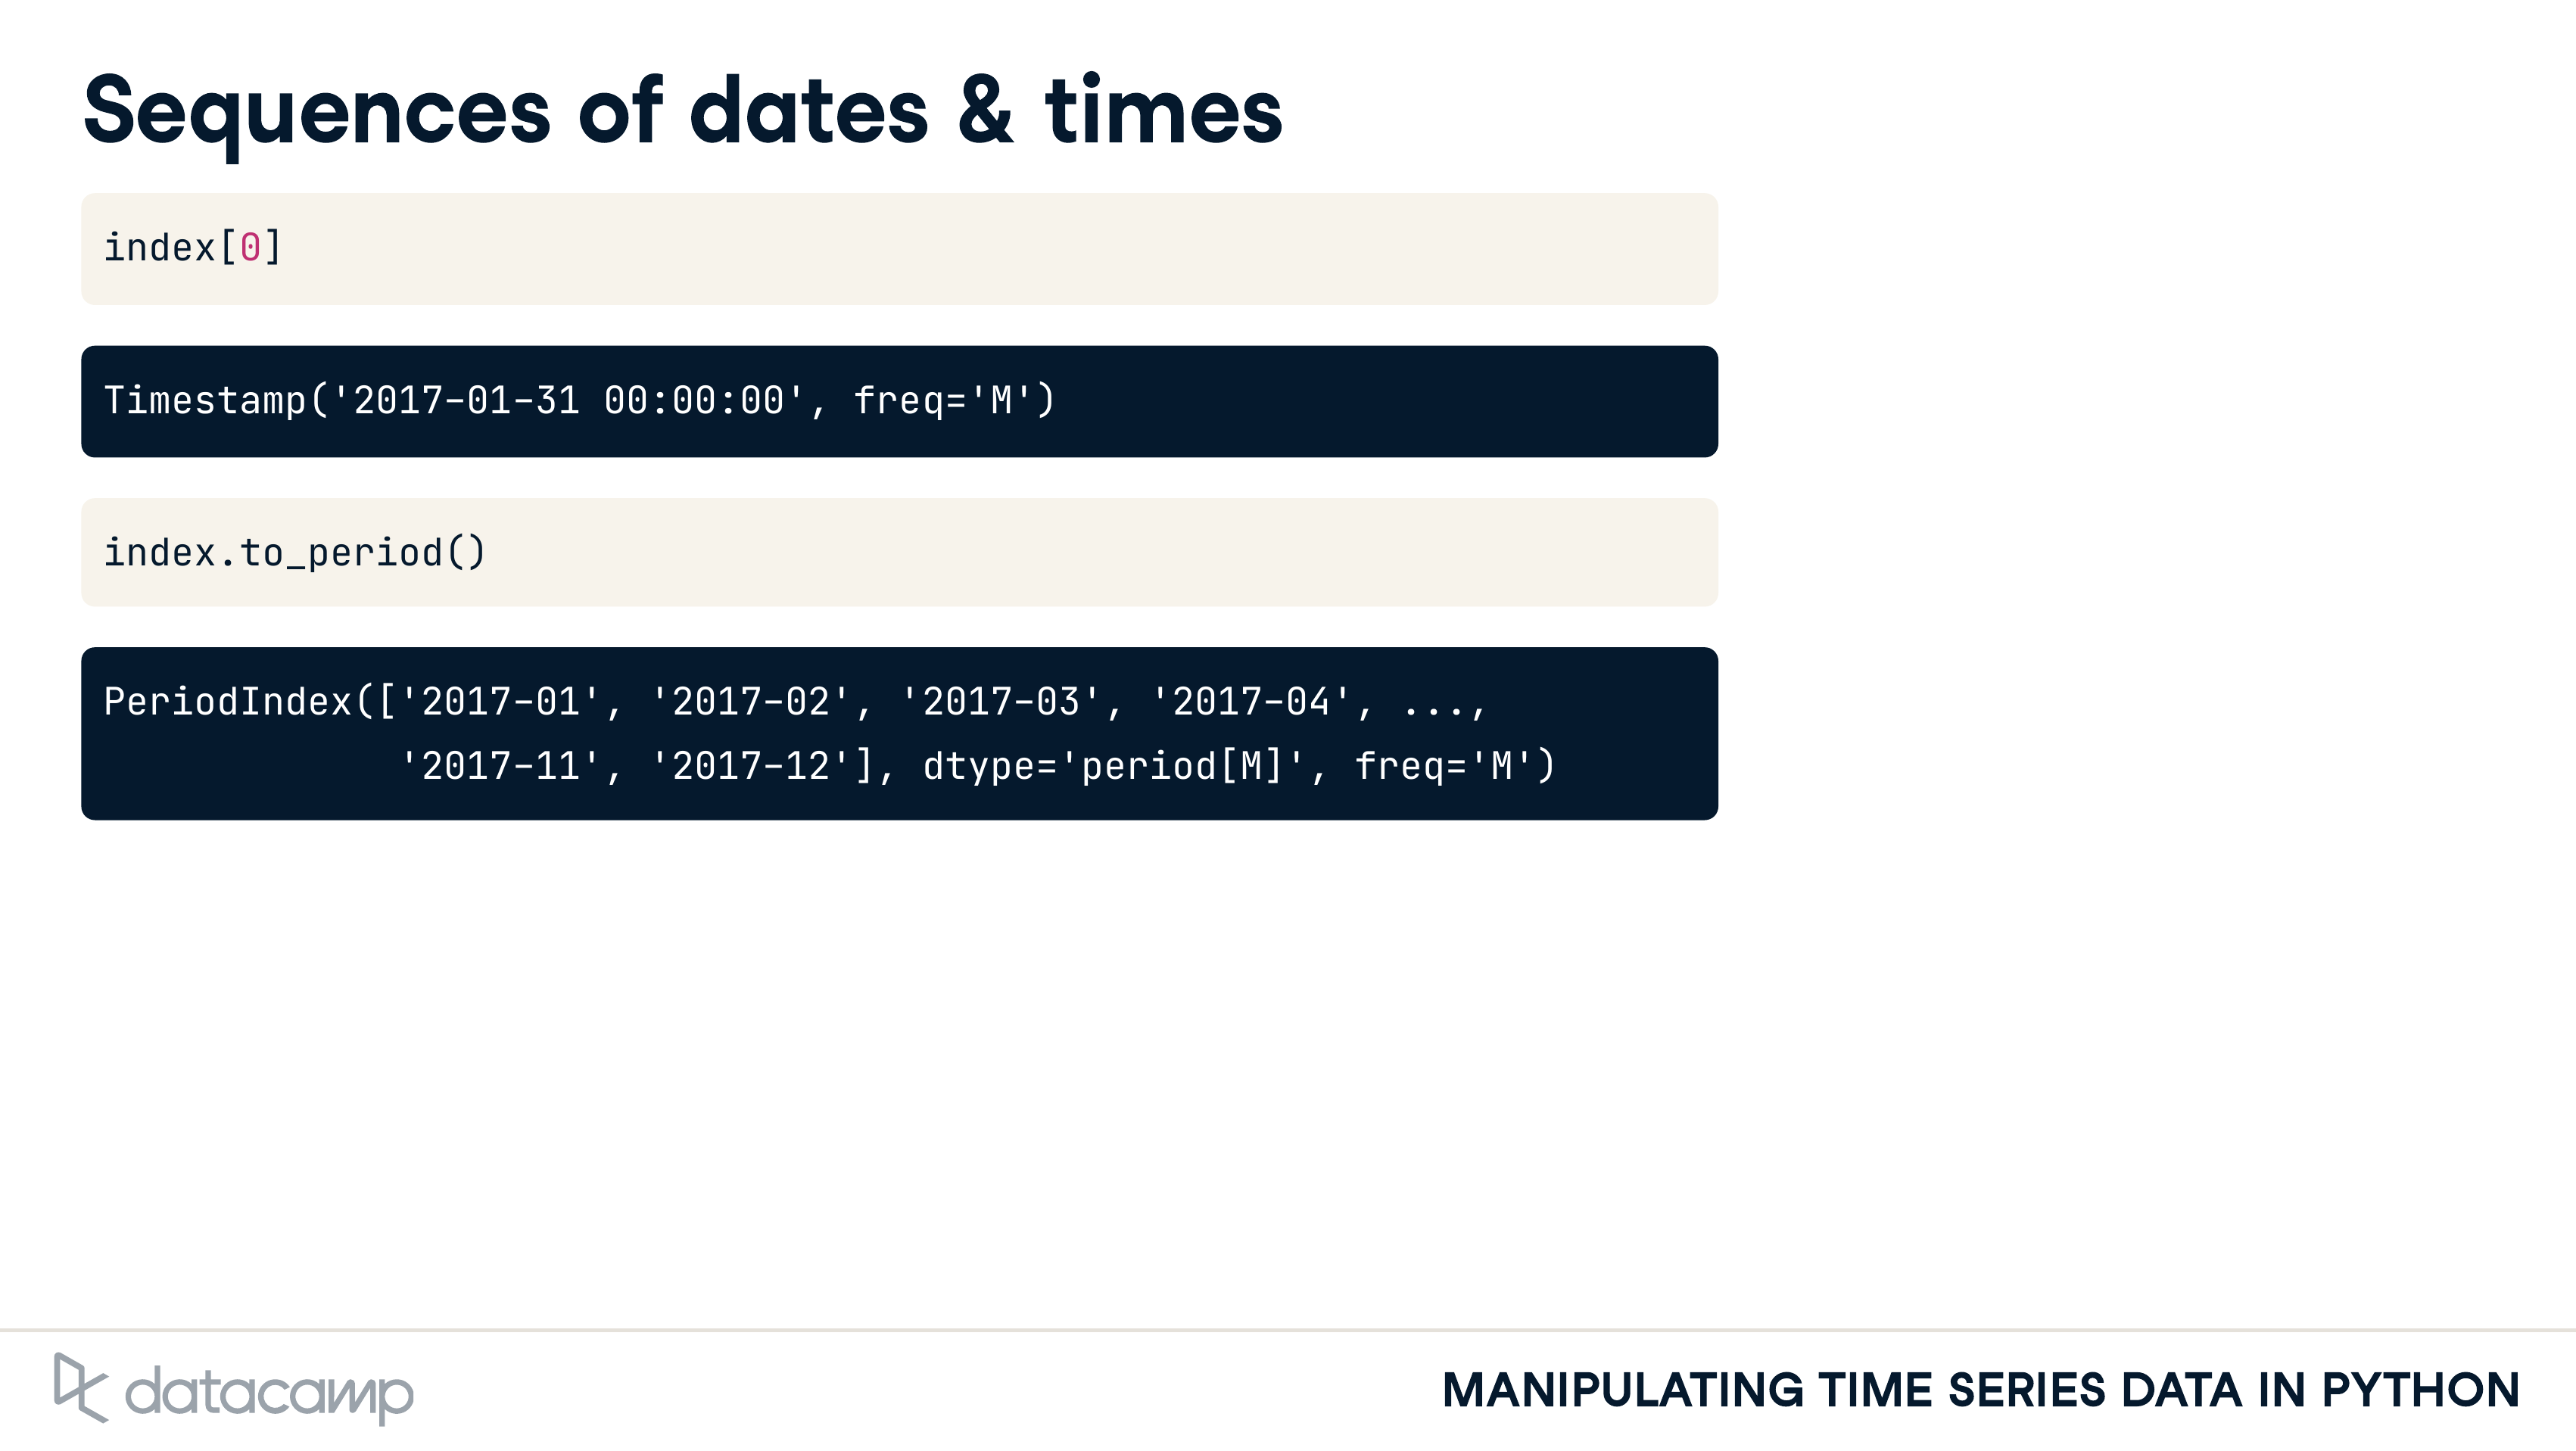 Sequences of dates & times
index[0]
Timestamp('2017-01-31 00:00:00', freq='M')
index.to_period()
PeriodIndex(['2017-01', '2017-02', '2017-03', '2017-04', ...,
'2017-11', '2017-12'], dtype='period[M]', freq='M')
datacamp
MANIPULATING TIME SERIES DATA IN PYTHON